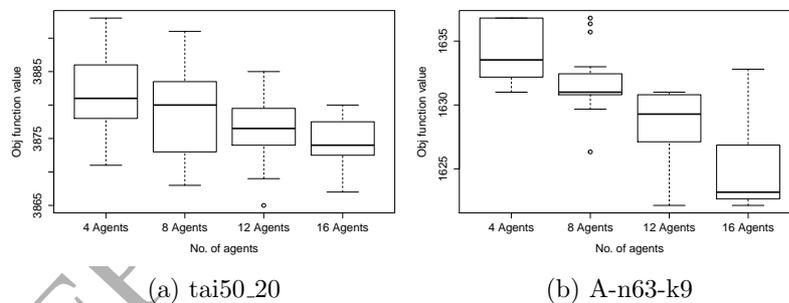 Obj function value
3885
3875
3865
4 Agents 8 Agents 12 Agents 16 Agents
No. of agents
(a) tai50_20
Obj function value
1635
1630
1625
4 Agents 8 Agents 12 Agents 16 Agents
No. of agents
(b) A-n63-k9